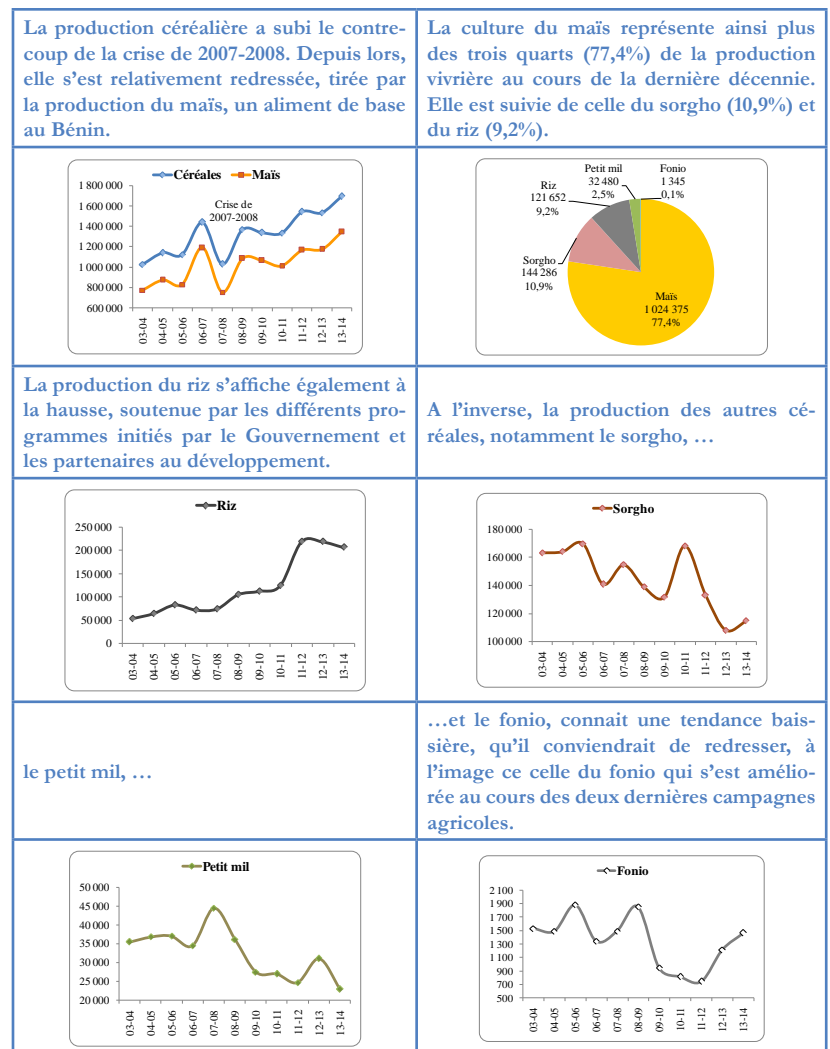 La production céréalière a subi le contre-
coup de la crise de 2007-2008. Depuis lors,
elle s'est relativement redressée, tirée par
la production du maïs, un aliment de base
au Bénin.
La culture du maïs représente ainsi plus
des trois quarts (77,4%) de la production
vivrière au cours de la dernière décennie.
Elle est suivie de celle du sorgho (10,9%) et
du riz (9,2%).
Céréales
Maïs
1 800 000
1 600 000
1 400 000
1 200 000
1 000 000
800 000
600 000
Crise de
2007-2008
03-04
04-05
05-06
06-07
07-08
08-09
09-10
10-11
11-12
12-13
13-14
Petit mil
32 480
2,5%
Fonio
1 345
0,1%
Riz
121 652
9,2%
Sorgho
144 286
10,9%
Maïs
1 024 375
77,4%
La production du riz s'affiche également à
la hausse, soutenue par les différents pro-
grammes initiés par le Gouvernement et
les partenaires au développement.
A l'inverse, la production des autres cé-
réales, notamment le sorgho, …
Riz
250 000
200 000
150 000
100 000
50 000
0
03-04
04-05
05-06
06-07
07-08
08-09
09-10
10-11
11-12
12-13
13-14
Sorgho
180 000
160 000
140 000
120 000
100 000
03-04
04-05
05-06
06-07
07-08
08-09
09-10
10-11
11-12
12-13
13-14
le petit mil, …
…et le fonio, connait une tendance bais-
sière, qu'il conviendrait de redresser, à
l'image ce celle du fonio qui s'est amélio-
rée au cours des deux dernières campagnes
agricoles.
Petit mil
50 000
45 000
40 000
35 000
30 000
25 000
20 000
03-04
04-05
05-06
06-07
07-08
08-09
09-10
10-11
11-12
12-13
13-14
Fonio
2 100
1 900
1 700
1 500
1 300
1 100
900
700
500
03-04
04-05
05-06
06-07
07-08
08-09
09-10
10-11
11-12
12-13
13-14